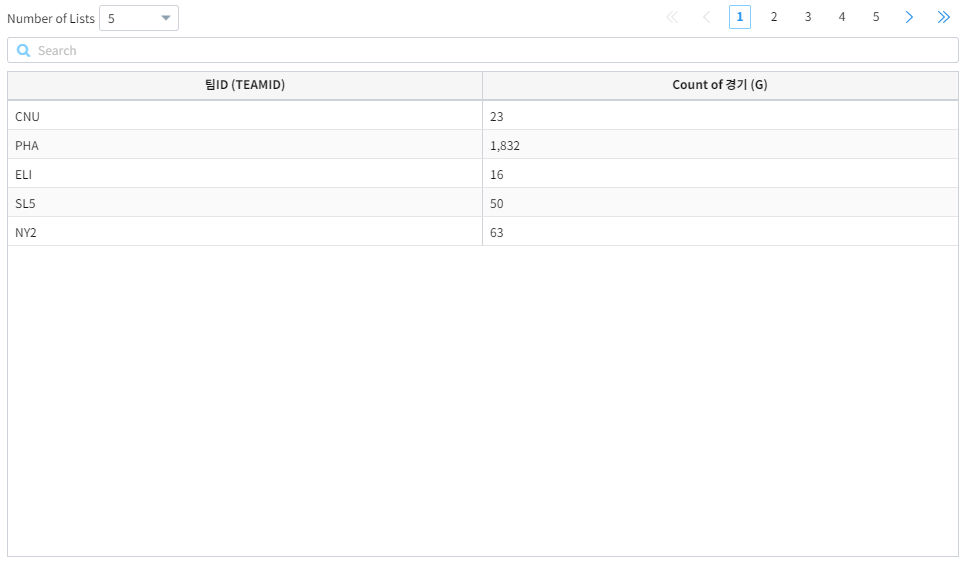 Number of Lists 5 1 2 3 4 5
Search
팀ID (TEAMID) Count of 경기 (G)
CNU 23
PHA 1,832
ELI 16
SL5 50
NY2 63